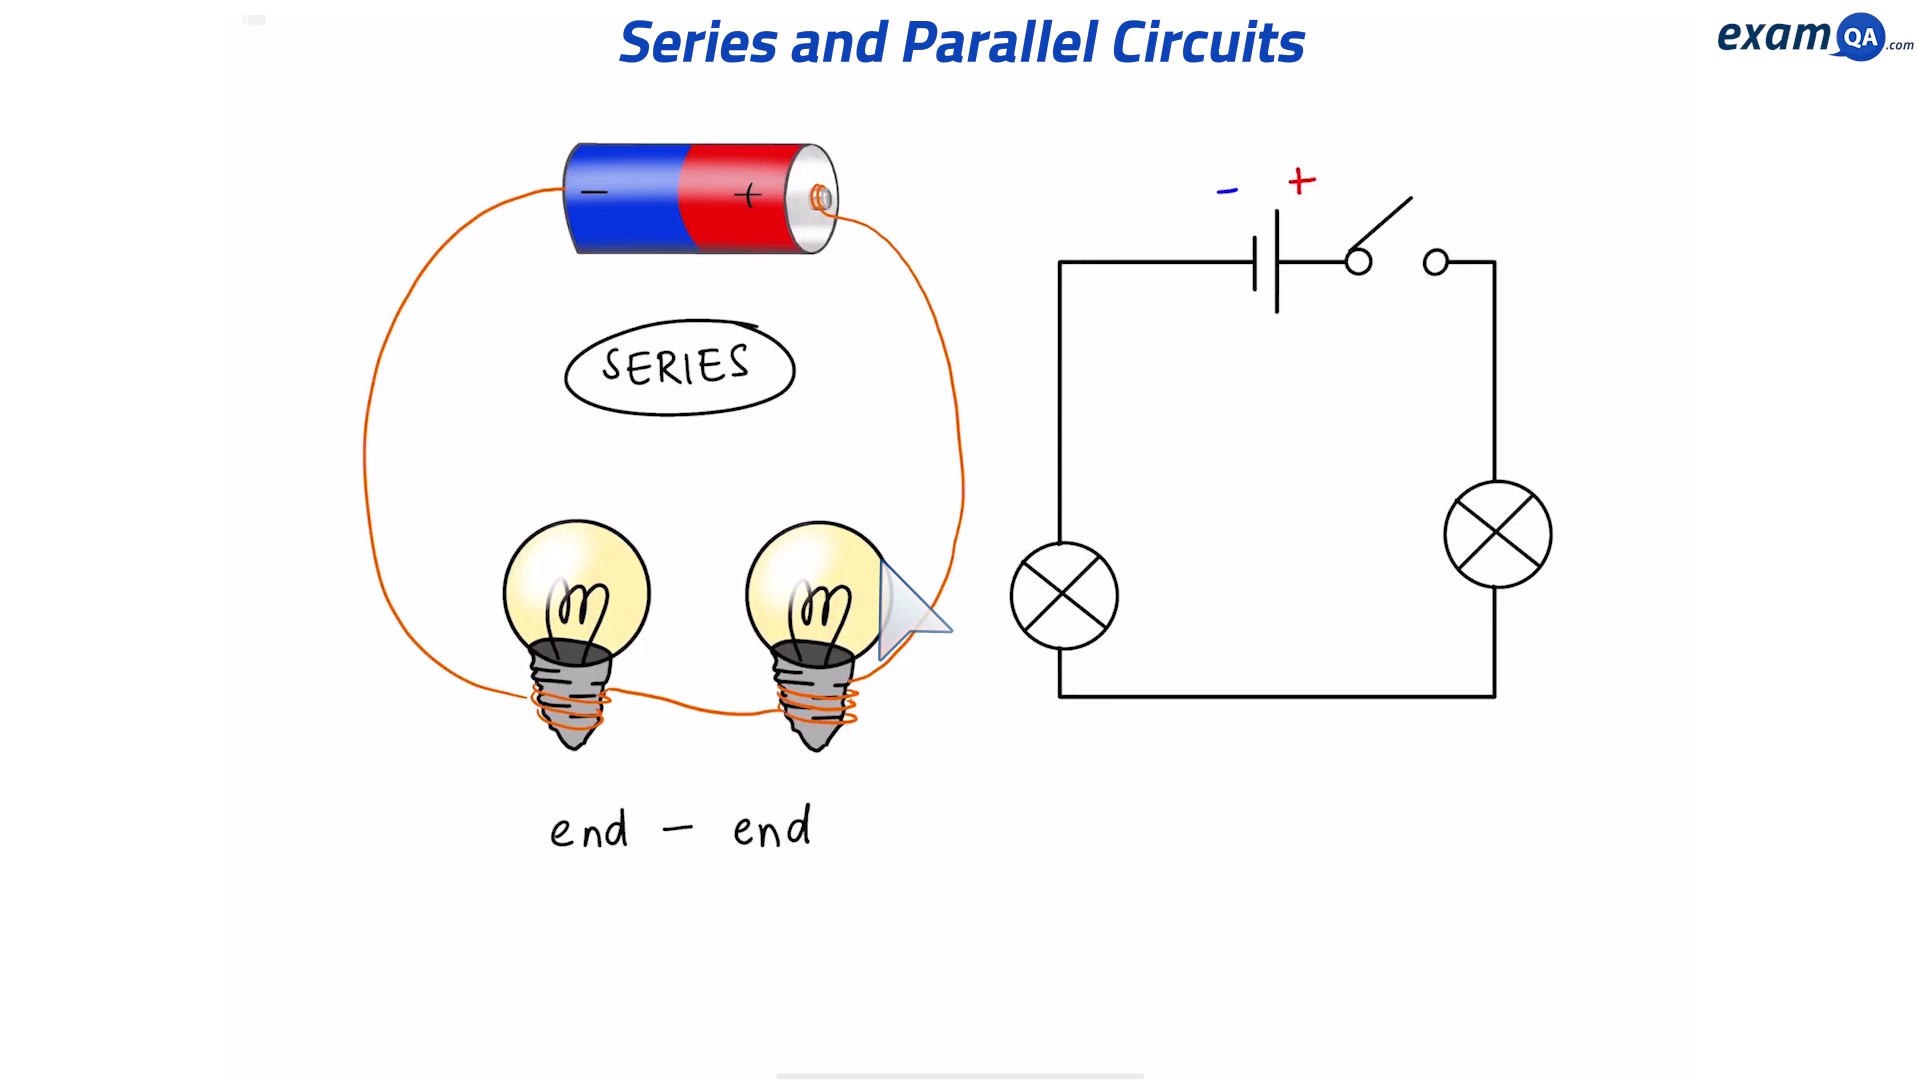 Series and Parallel Circuits
examQA.com
− +
- +
SERIES
end - end